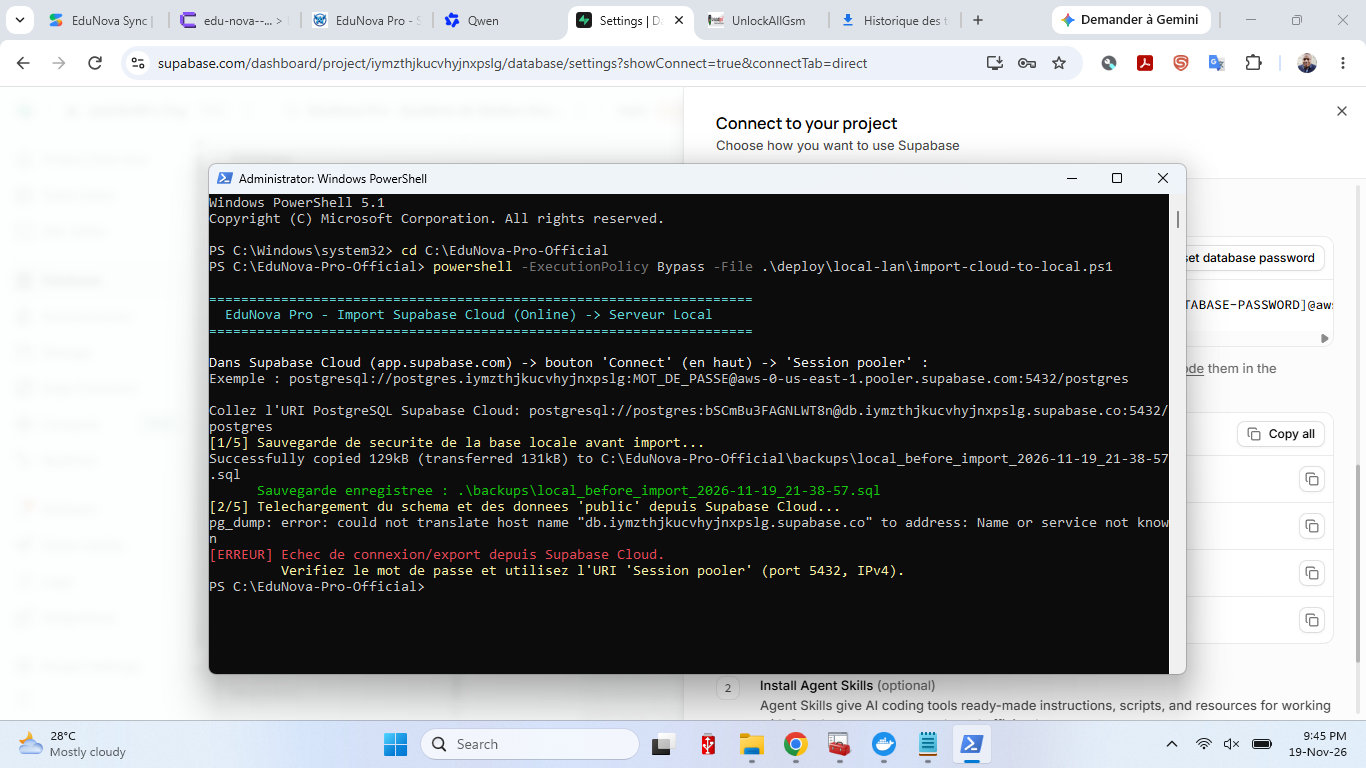 EduNova Sync
edu-nova--... >
EduNova Pro - S
Qwen
Settings | Da
UnlockAllGsm
Historique des t
Demander à Gemini
supabase.com/dashboard/project/iymzthjkucvhyjnxpslg/database/settings?showConnect=true&connectTab=direct
Connect to your project
Choose how you want to use Supabase
Administrator: Windows PowerShell
Windows PowerShell 5.1
Copyright (C) Microsoft Corporation. All rights reserved.
PS C:\Windows\system32> cd C:\EduNova-Pro-Official
PS C:\EduNova-Pro-Official> powershell -ExecutionPolicy Bypass -File .\deploy\local-lan\import-cloud-to-local.ps1
====================================================================
EduNova Pro - Import Supabase Cloud (Online) -> Serveur Local
====================================================================
Dans Supabase Cloud (app.supabase.com) -> bouton 'Connect' (en haut) -> 'Session pooler' :
Exemple : postgresql://postgres.iymzthjkucvhyjnxpslg:MOT_DE_PASSE@aws-0-us-east-1.pooler.supabase.com:5432/postgres
Collez l'URI PostgreSQL Supabase Cloud: postgresql://postgres:bSCmBu3FAGNLWT8n@db.iymzthjkucvhyjnxpslg.supabase.co:5432/
postgres
[1/5] Sauvegarde de securite de la base locale avant import...
Successfully copied 129kB (transferred 131kB) to C:\EduNova-Pro-Official\backups\local_before_import_2026-11-19_21-38-57
.sql
Sauvegarde enregistree : .\backups\local_before_import_2026-11-19_21-38-57.sql
[2/5] Telechargement du schema et des donnees 'public' depuis Supabase Cloud...
pg_dump: error: could not translate host name "db.iymzthjkucvhyjnxpslg.supabase.co" to address: Name or service not know
n
[ERREUR] Echec de connexion/export depuis Supabase Cloud.
Verifiez le mot de passe et utilisez l'URI 'Session pooler' (port 5432, IPv4).
PS C:\EduNova-Pro-Official>
set database password
TABASE-PASSWORD]@aws
ode them in the
Copy all
2
Install Agent Skills (optional)
Agent Skills give AI coding tools ready-made instructions, scripts, and resources for working
28°C
Mostly cloudy
Search
9:45 PM
19-Nov-26